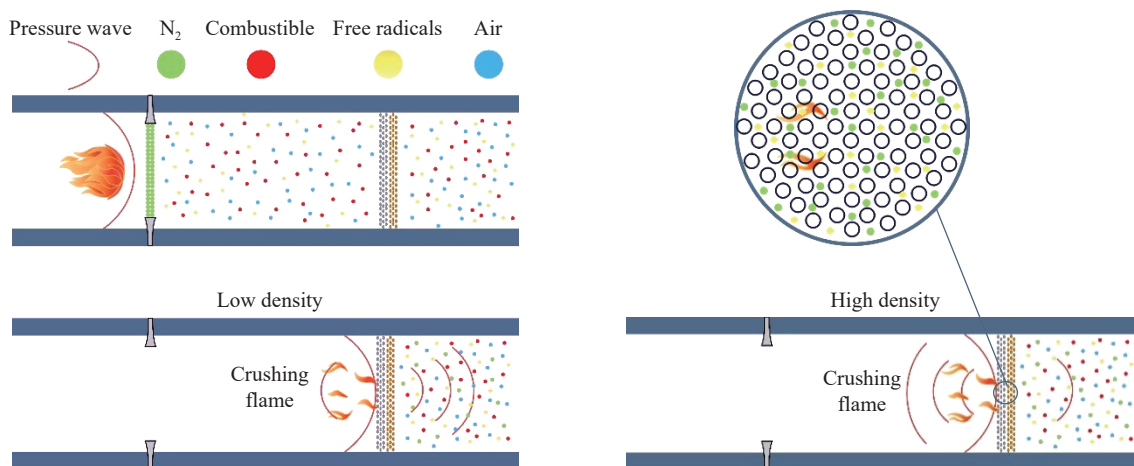 Pressure wave
N₂
Combustible
Free radicals
Air
Low density
High density
Crushing
flame
Crushing
flame